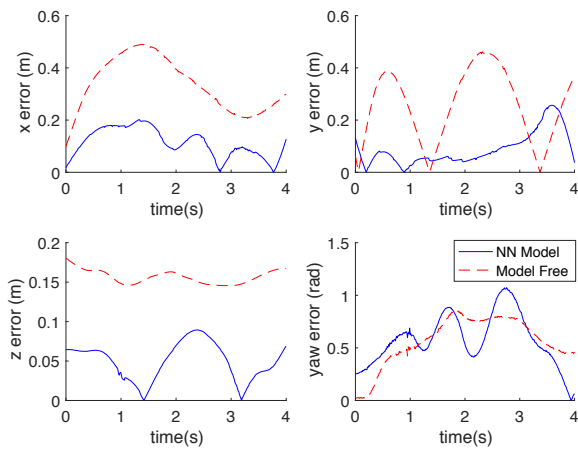 0.6
0.4
0.2
0
x error (m)
0 1 2 3 4
time(s)
0.6
0.4
0.2
0
y error (m)
0 1 2 3 4
time(s)
0.2
0.15
0.1
0.05
0
z error (m)
0 1 2 3 4
time(s)
1.5
1
0.5
0
yaw error (rad)
NN Model
Model Free
0 1 2 3 4
time(s)